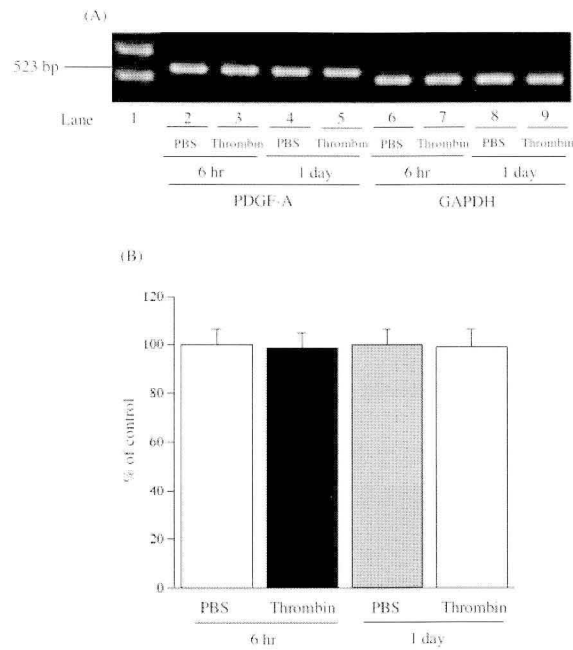 (A)
523 bp
Lane 1 2 3 4 5 6 7 8 9
PBS Thrombin PBS Thrombin PBS Thrombin PBS Thrombin
6 hr 1 day 6 hr 1 day
PDGF-A GAPDH
(B)
120
100
80
60
40
20
0
% of control
PBS Thrombin PBS Thrombin
6 hr 1 day